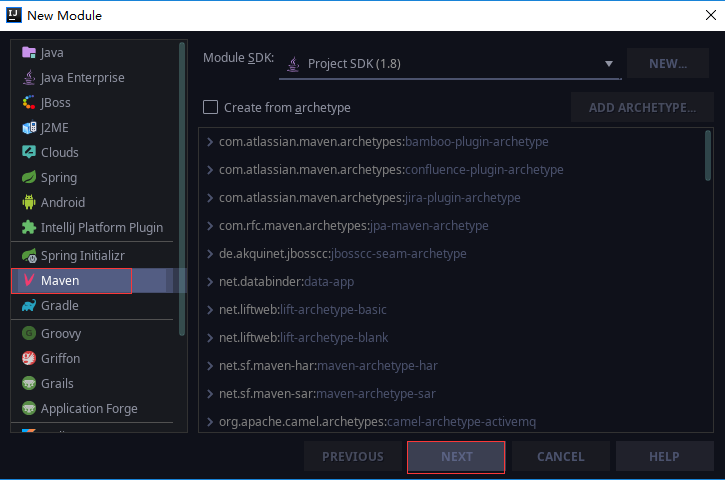 New Module
Java
Java Enterprise
JBoss
J2ME
Clouds
Spring
Android
IntelliJ Platform Plugin
Spring Initializr
Maven
Gradle
Groovy
Griffon
Grails
Application Forge
Module SDK:
Project SDK (1.8)
NEW...
Create from archetype
ADD ARCHETYPE...
com.atlassian.maven.archetypes:bamboo-plugin-archetype
com.atlassian.maven.archetypes:confluence-plugin-archetype
com.atlassian.maven.archetypes:jira-plugin-archetype
com.rfc.maven.archetypes:jpa-maven-archetype
de.akquinet.jbosscc:jbosscc-seam-archetype
net.databinder:data-app
net.liftweb:lift-archetype-basic
net.liftweb:lift-archetype-blank
net.sf.maven-har:maven-archetype-har
net.sf.maven-sar:maven-archetype-sar
org.apache.camel.archetypes:camel-archetype-activemq
PREVIOUS
NEXT
CANCEL
HELP